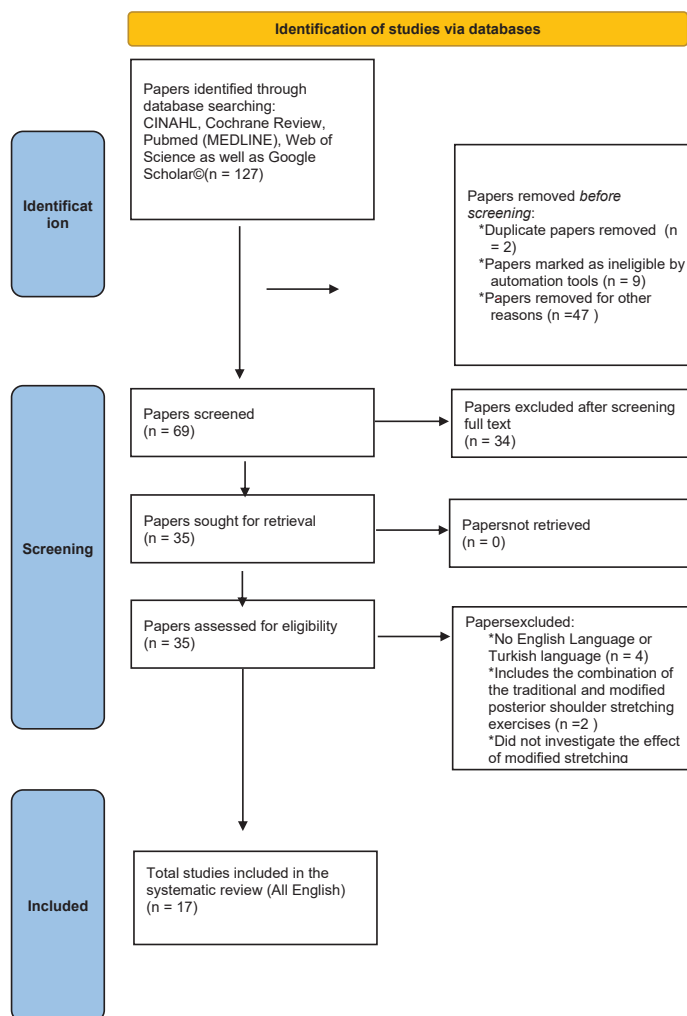 Identification of studies via databases
Papers identified through
database searching:
CINAHL, Cochrane Review,
Pubmed (MEDLINE), Web of
Science as well as Google
Scholar©(n = 127)
Identificat
ion
Papers removed before
screening:
*Duplicate papers removed (n
= 2)
*Papers marked as ineligible by
automation tools (n = 9)
*Papers removed for other
reasons (n =47 )
Screening
Papers screened
(n = 69)
Papers excluded after screening
full text
(n = 34)
Papers sought for retrieval
(n = 35)
Papersnot retrieved
(n = 0)
Papers assessed for eligibility
(n = 35)
Papersexcluded:
*No English Language or
Turkish language (n = 4)
*Includes the combination of
the traditional and modified
posterior shoulder stretching
exercises (n =2 )
*Did not investigate the effect
of modified stretching
Included
Total studies included in the
systematic review (All English)
(n = 17)